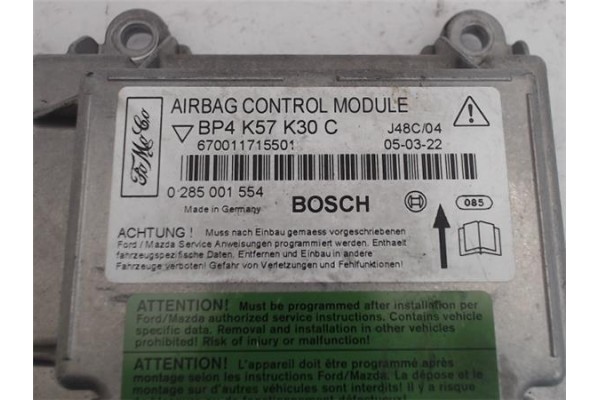 FoMoCo
AIRBAG CONTROL MODULE
BP4 K57 K30 C
J48C/04
670011715501
05-03-22
0 285 001 554
Made in Germany
BOSCH
085
ACHTUNG ! Muss nach Einbau gemaess vorgeschriebenen
Ford / Mazda Service Anweisungen programmiert werden. Enthaelt
fahrzeugspezifische Daten, Entfernen und Einbau in andere
Fahrzeuge verboten! Gefahr von Verletzungen und Fehlfunktionen!
ATTENTION! Must be programmed after installation per
Ford/Mazda authorized service instructions. Contains vehicle
specific data. Removal and installation in other vehicles
prohibited! Risk of injury or malfunction!
ATTENTION! L'appareil doit être programmé après
montage selon les instructions Ford/ Mazda. La dépose et le
montage sur d'autres véhicules sont interdits! Il y'a risque